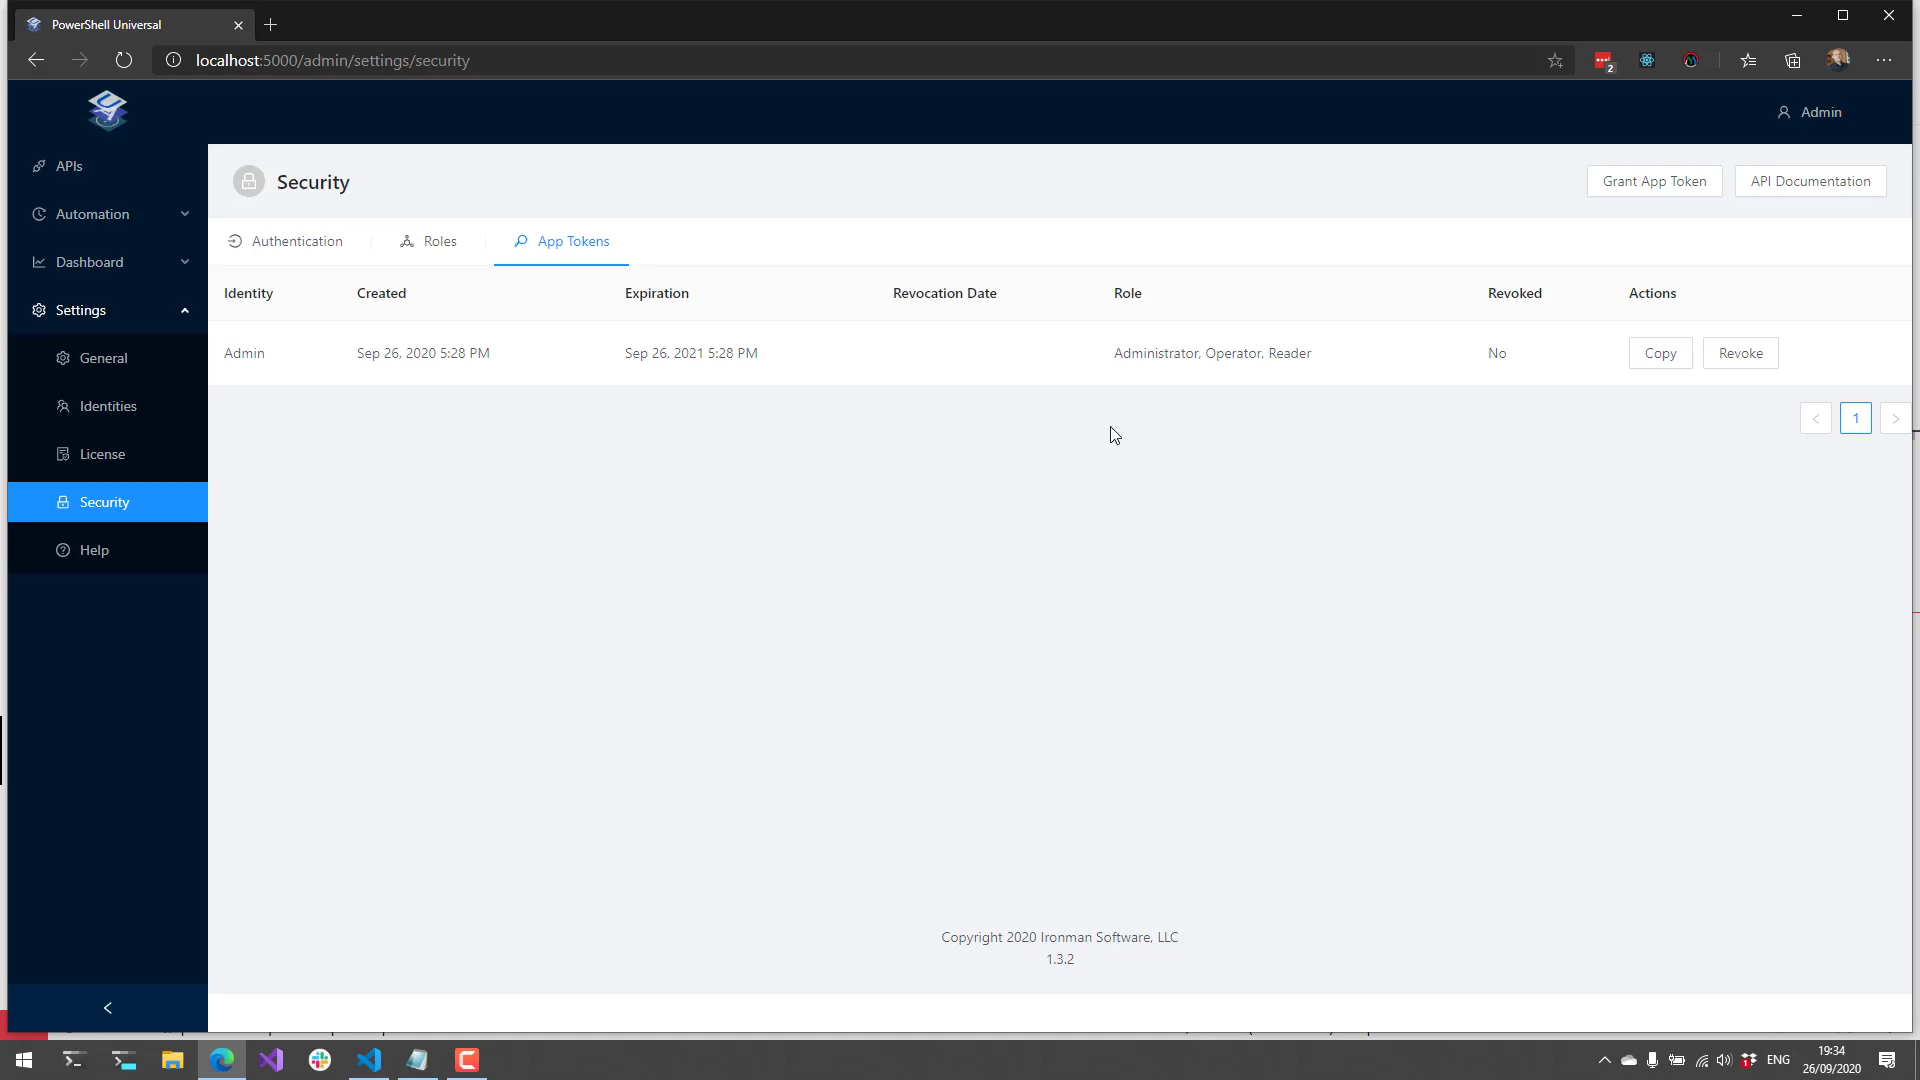 PowerShell Universal
localhost:5000/admin/settings/security
2
Admin
APIs
Automation
Dashboard
Settings
General
Identities
License
Security
Help
Security
Grant App Token
API Documentation
Authentication
Roles
App Tokens
Identity Created Expiration Revocation Date Role Revoked Actions
Admin Sep 26, 2020 5:28 PM Sep 26, 2021 5:28 PM Administrator, Operator, Reader No Copy Revoke
< 1 >
Copyright 2020 Ironman Software, LLC
1.3.2
<
1
ENG
19:34
26/09/2020